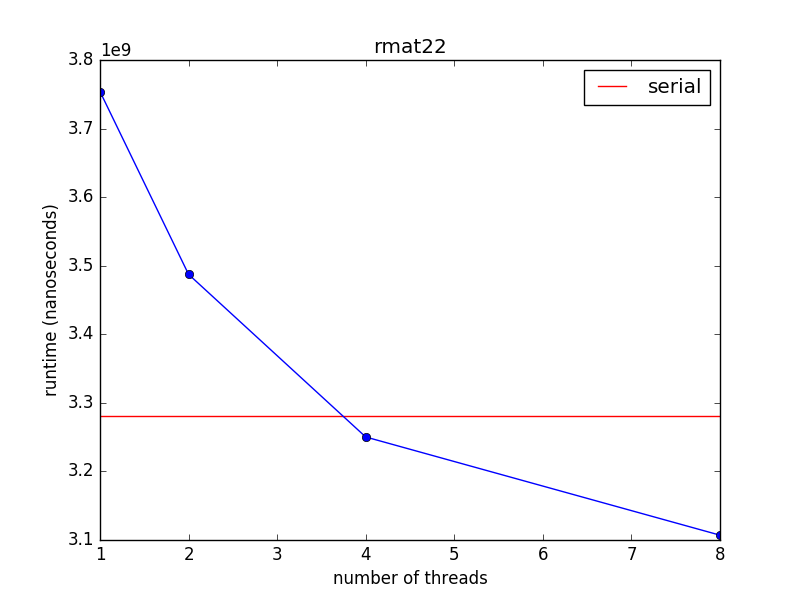 rmat22
1e9
serial
3.8
3.7
3.6
3.5
3.4
3.3
3.2
3.1
runtime (nanoseconds)
1 2 3 4 5 6 7 8
number of threads